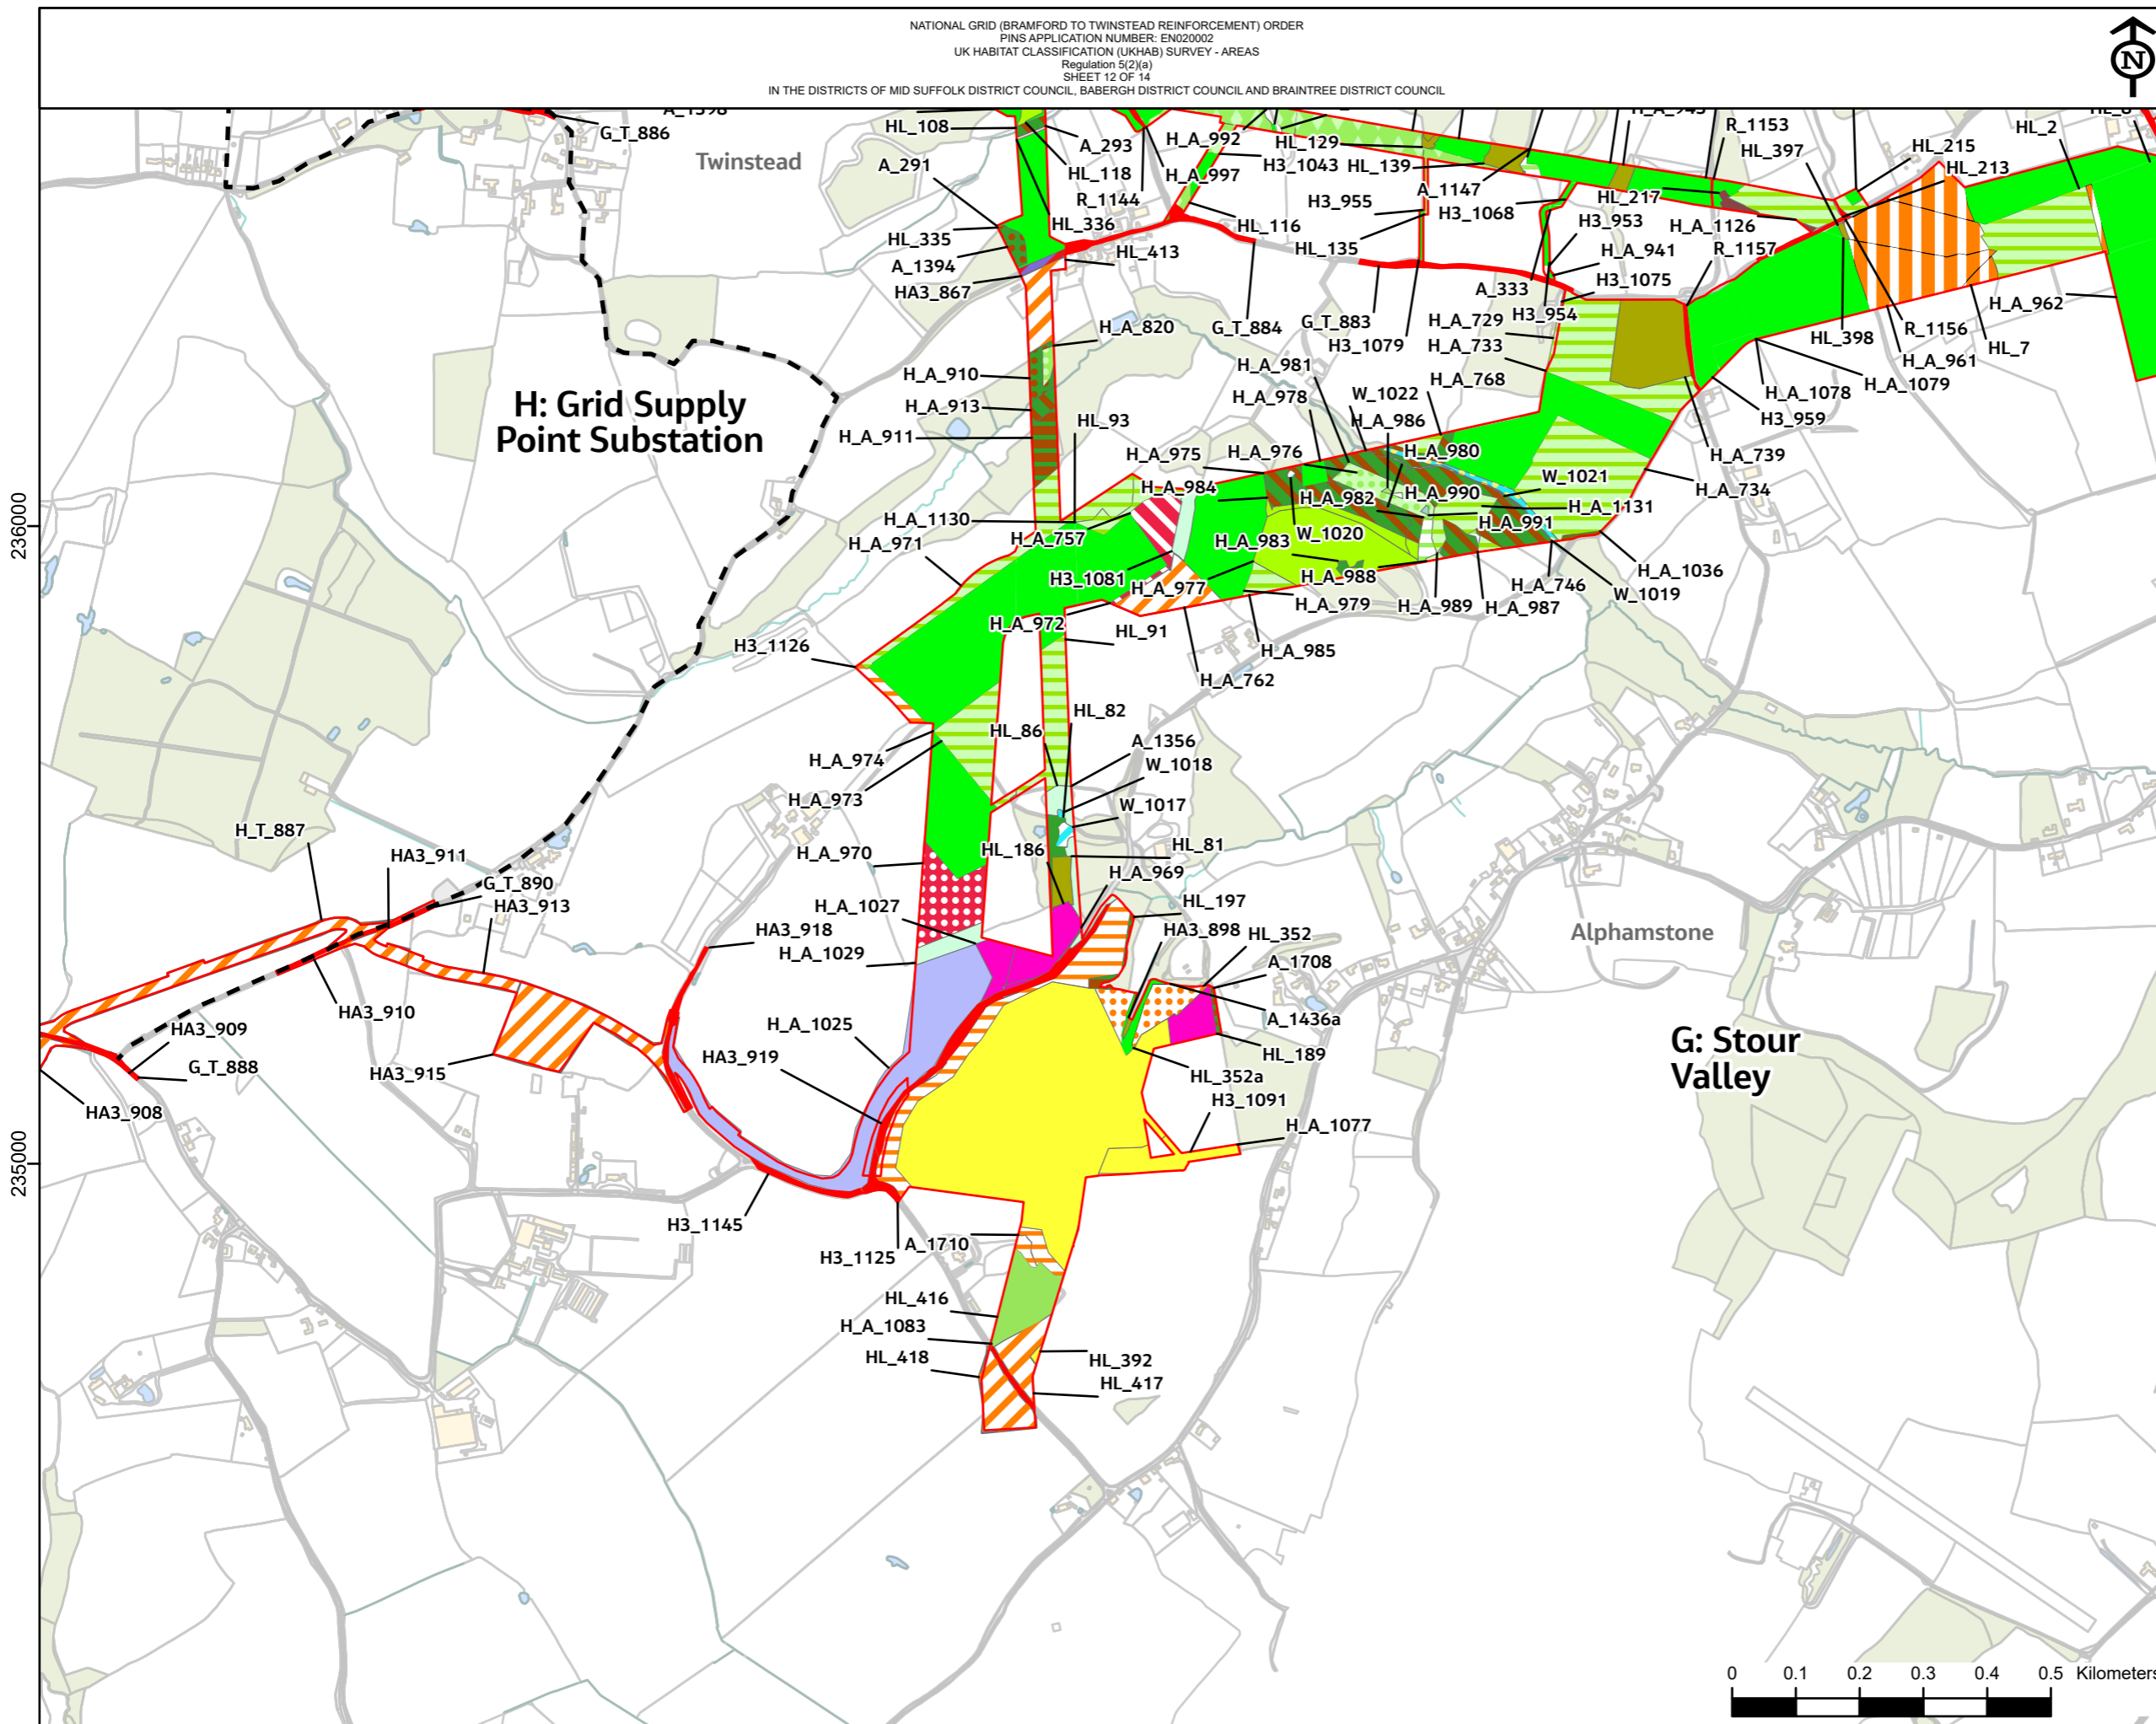 NATIONAL GRID (BRAMFORD TO TWINSTEAD REINFORCEMENT) ORDER
PINS APPLICATION NUMBER: EN020002
UK HABITAT CLASSIFICATION (UKHAB) SURVEY - AREAS
Regulation 5(2)(a)
SHEET 12 OF 14
IN THE DISTRICTS OF MID SUFFOLK DISTRICT COUNCIL, BABERGH DISTRICT COUNCIL AND BRAINTREE DISTRICT COUNCIL
N
G_T_886
Twinstead
HL_108
A_291
A_293
HL_118
R_1144
HL_336
H_A_992
H_A_997
HL_129
H3_1043
HL_139
HL_116
H3_955
HL_135
A_1147
H3_1068
R_1153
HL_397
HL_217
HL_215
HL_213
HL_2
HL_335
A_1394
HA3_867
HL_413
H3_953
H_A_941
H_A_1126
R_1157
A_333
H3_1075
H3_954
G_T_884
G_T_883
H3_1079
H_A_729
H_A_733
H_A_768
H_A_962
HL_398
R_1156
H_A_961
HL_7
H_A_1079
H_A_1078
H3_959
H_A_820
H_A_910
H_A_913
H_A_911
H: Grid Supply
Point Substation
HL_93
H_A_981
H_A_978
W_1022
H_A_986
H_A_975
H_A_976
H_A_980
H_A_984
H_A_982
H_A_990
W_1021
H_A_1131
H_A_991
H_A_739
H_A_734
236000
H_A_1130
H_A_971
H_A_757
H_A_983
W_1020
H3_1081
H_A_977
H_A_988
H_A_979
H_A_989
H_A_987
H_A_746
W_1019
H_A_1036
H_A_972
HL_91
H_A_985
H_A_762
H3_1126
HL_86
HL_82
A_1356
W_1018
W_1017
H_A_974
H_A_973
H_A_970
HL_186
HL_81
H_A_969
H_T_887
HA3_911
G_T_890
HA3_913
HA3_918
H_A_1027
H_A_1029
HL_197
HA3_898
HL_352
A_1708
A_1436a
HL_189
Alphamstone
HA3_910
HA3_909
G_T_888
HA3_908
HA3_915
HA3_919
H_A_1025
HL_352a
H3_1091
H_A_1077
G: Stour
Valley
235000
H3_1145
H3_1125
A_1710
HL_416
H_A_1083
HL_418
HL_392
HL_417
0 0.1 0.2 0.3 0.4 0.5 Kilometers